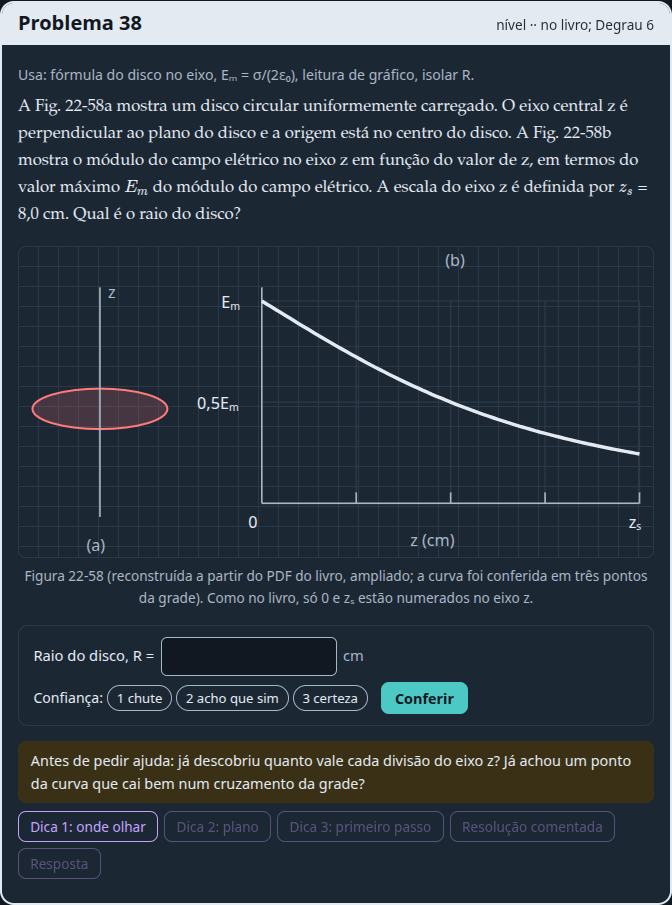 Problema 38
nível ·· no livro; Degrau 6
Usa: fórmula do disco no eixo, Eₘ = σ/(2ε₀), leitura de gráfico, isolar R.
A Fig. 22-58a mostra um disco circular uniformemente carregado. O eixo central z é
perpendicular ao plano do disco e a origem está no centro do disco. A Fig. 22-58b
mostra o módulo do campo elétrico no eixo z em função do valor de z, em termos do
valor máximo Eₘ do módulo do campo elétrico. A escala do eixo z é definida por zₛ =
8,0 cm. Qual é o raio do disco?
(b)
z
Eₘ
0,5Eₘ
0
zₛ
(a)
z (cm)
Figura 22-58 (reconstruída a partir do PDF do livro, ampliado; a curva foi conferida em três pontos
da grade). Como no livro, só 0 e zₛ estão numerados no eixo z.
Raio do disco, R = cm
Confiança: 1 chute 2 acho que sim 3 certeza Conferir
Antes de pedir ajuda: já descobriu quanto vale cada divisão do eixo z? Já achou um ponto
da curva que cai bem num cruzamento da grade?
Dica 1: onde olhar Dica 2: plano Dica 3: primeiro passo Resolução comentada
Resposta